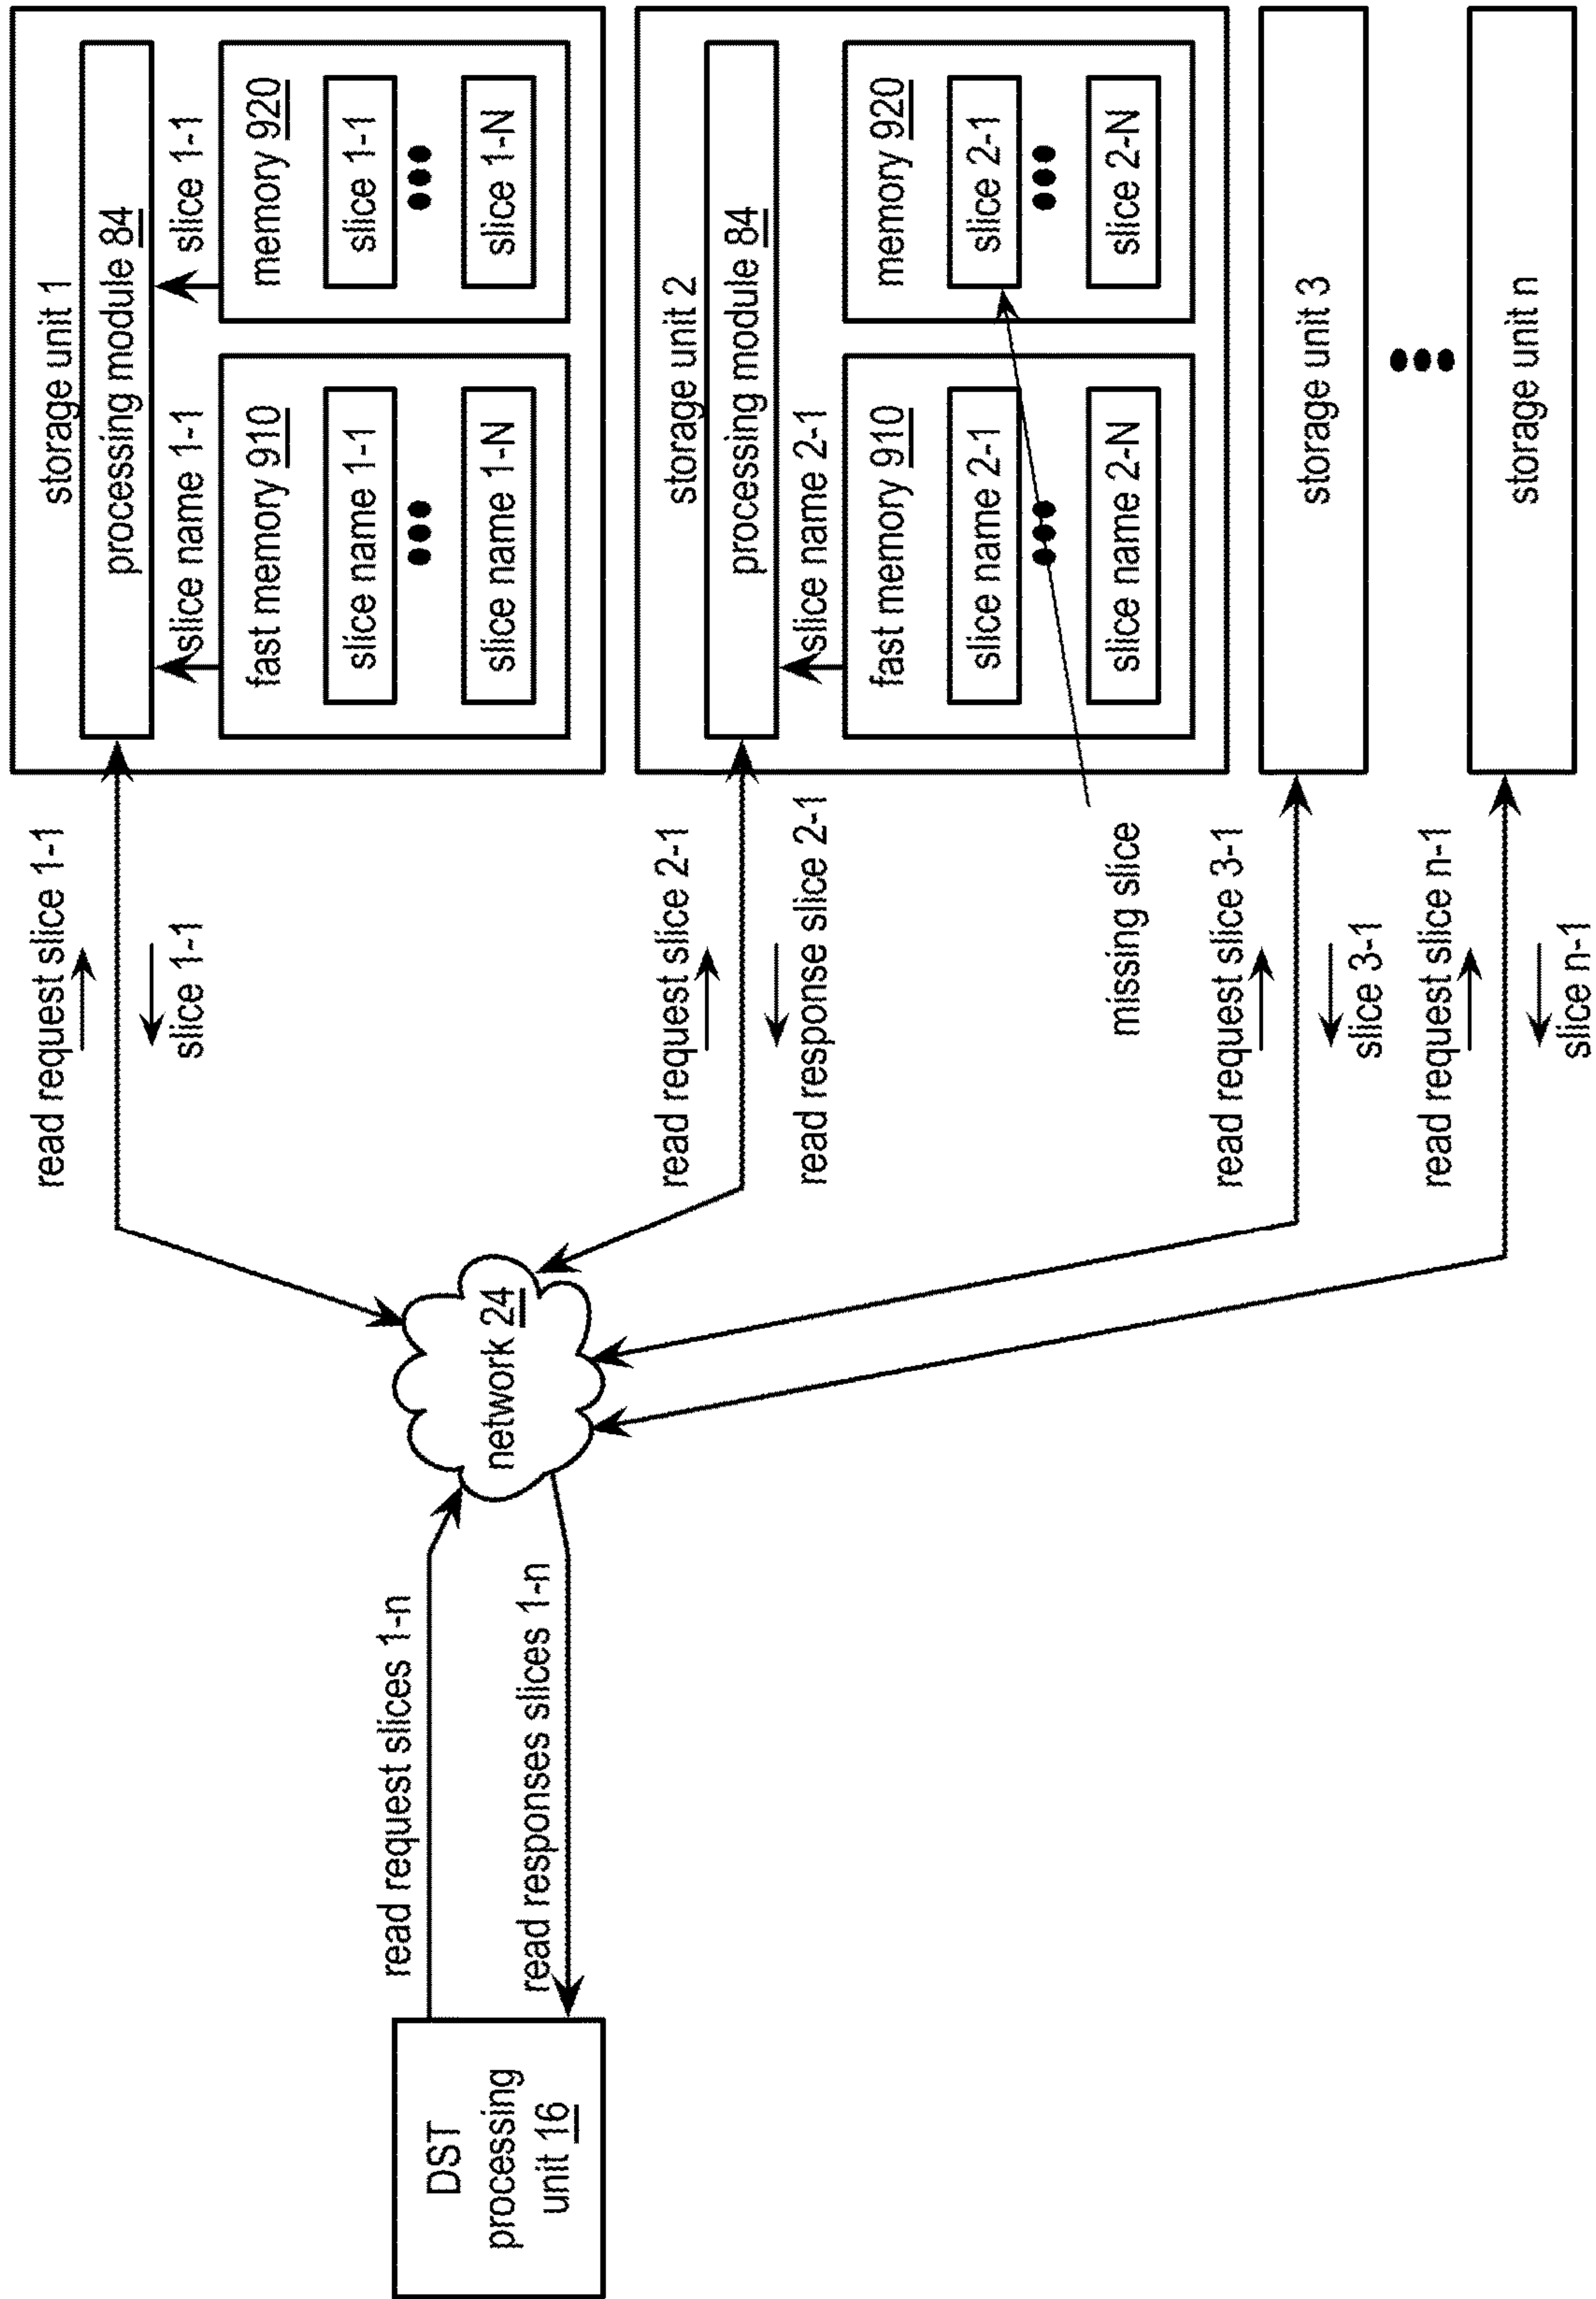 DST
processing
unit 16
read request slices 1-n
read responses slices 1-n
network 24
read request slice 1-1
slice 1-1
storage unit 1
processing module 84
slice name 1-1
slice 1-1
fast memory 910
slice name 1-1
slice name 1-N
memory 920
slice 1-1
slice 1-N
read request slice 2-1
read response slice 2-1
storage unit 2
processing module 84
slice name 2-1
fast memory 910
slice name 2-1
slice name 2-N
memory 920
slice 2-1
slice 2-N
missing slice
read request slice 3-1
slice 3-1
storage unit 3
read request slice n-1
slice n-1
storage unit n